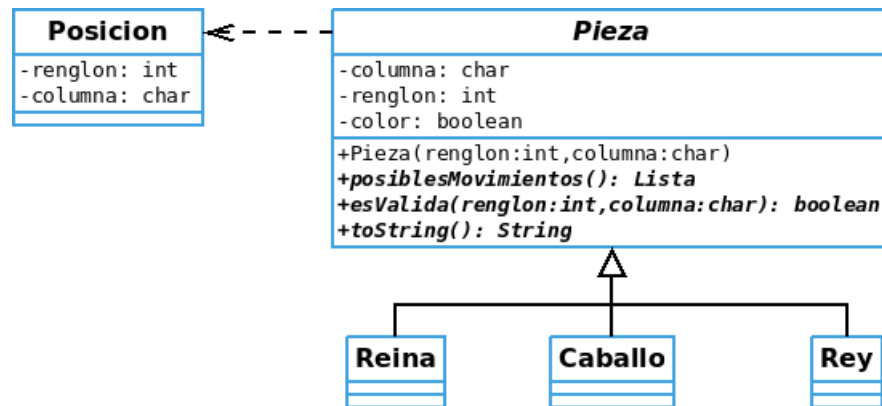 Posicion
-renglon: int
-columna: char
Pieza
-columna: char
-renglon: int
-color: boolean
+Pieza(renglon:int,columna:char)
+posiblesMovimientos(): Lista
+esValida(renglon:int,columna:char): boolean
+toString(): String
Reina
Caballo
Rey